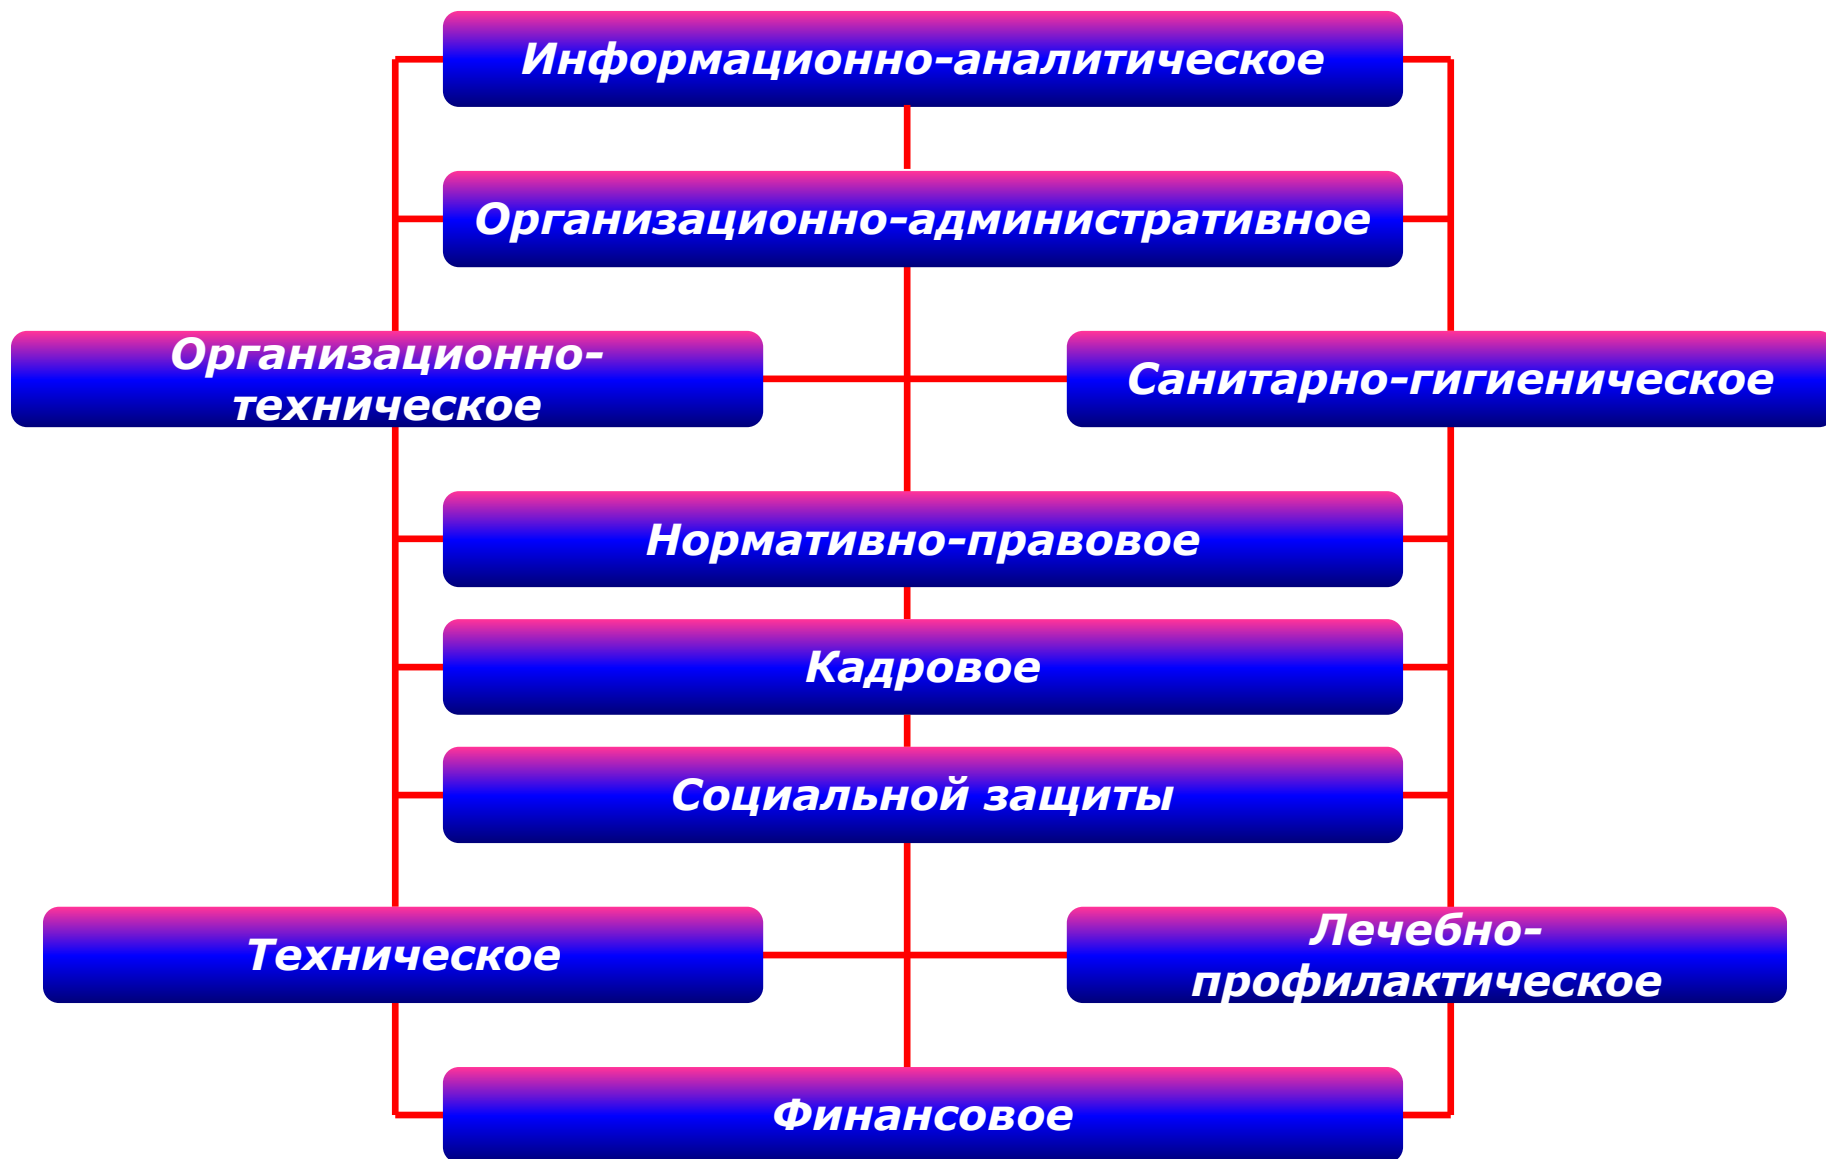 Информационно-аналитическое
Организационно-административное
Организационно-
техническое
Санитарно-гигиеническое
Нормативно-правовое
Кадровое
Социальной защиты
Техническое
Лечебно-
профилактическое
Финансовое